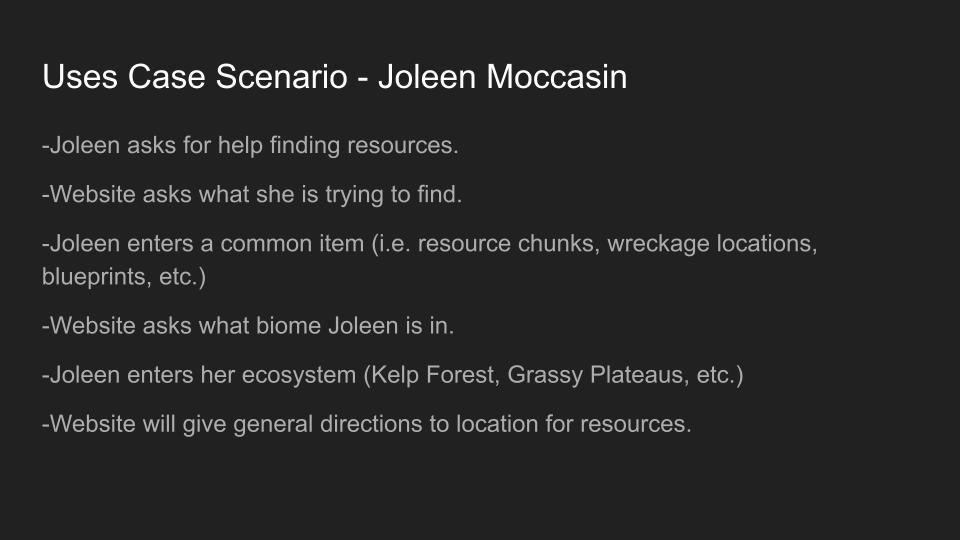 Uses Case Scenario - Joleen Moccasin
-Joleen asks for help finding resources.
-Website asks what she is trying to find.
-Joleen enters a common item (i.e. resource chunks, wreckage locations,
blueprints, etc.)
-Website asks what biome Joleen is in.
-Joleen enters her ecosystem (Kelp Forest, Grassy Plateaus, etc.)
-Website will give general directions to location for resources.